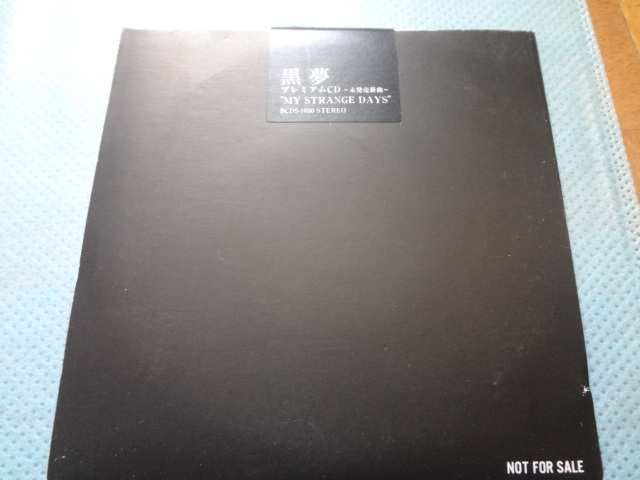 黒夢
プレミアムCD ~未発売新曲~
"MY STRANGE DAYS"
BCDS-1050 STEREO
NOT FOR SALE